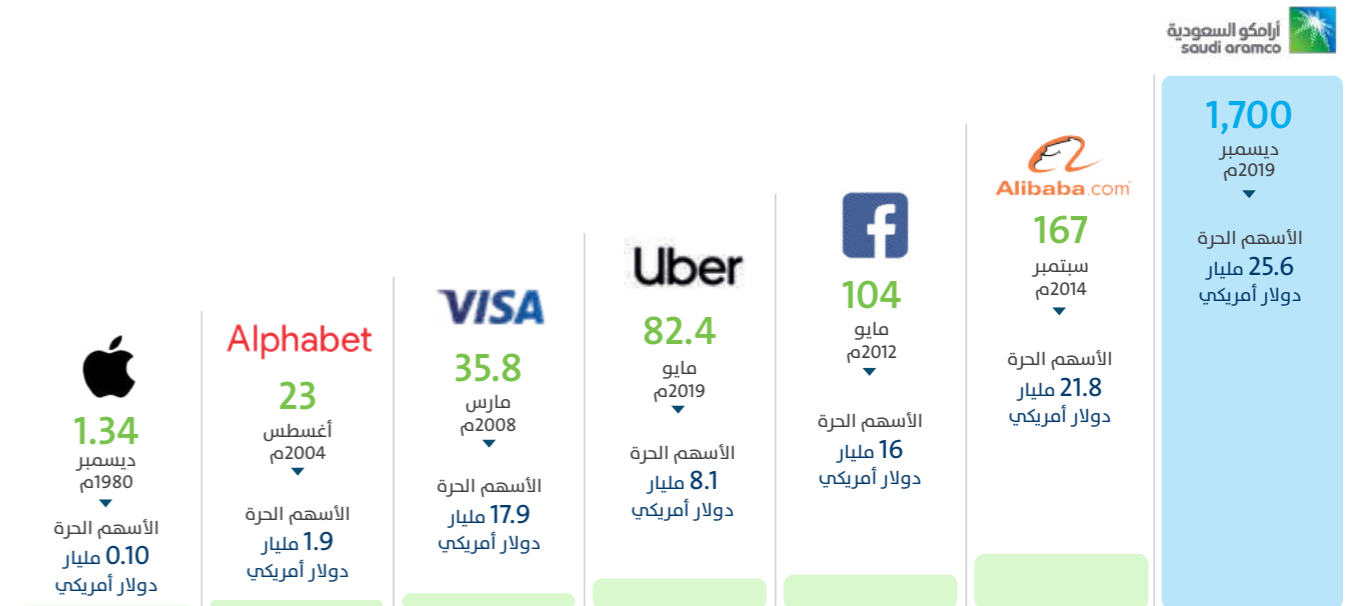 أرامكو السعودية
saudi aramco
1,700
ديسمبر
2019م
الأسهم الحرة
25.6 مليار
دولار أمريكي
Alibaba.com
167
سبتمبر
2014م
الأسهم الحرة
21.8 مليار
دولار أمريكي
f
104
مايو
2012م
الأسهم الحرة
16 مليار
دولار أمريكي
Uber
82.4
مايو
2019م
الأسهم الحرة
8.1 مليار
دولار أمريكي
VISA
35.8
مارس
2008م
الأسهم الحرة
17.9 مليار
دولار أمريكي
Alphabet
23
أغسطس
2004م
الأسهم الحرة
1.9 مليار
دولار أمريكي
1.34
ديسمبر
1980م
الأسهم الحرة
0.10 مليار
دولار أمريكي